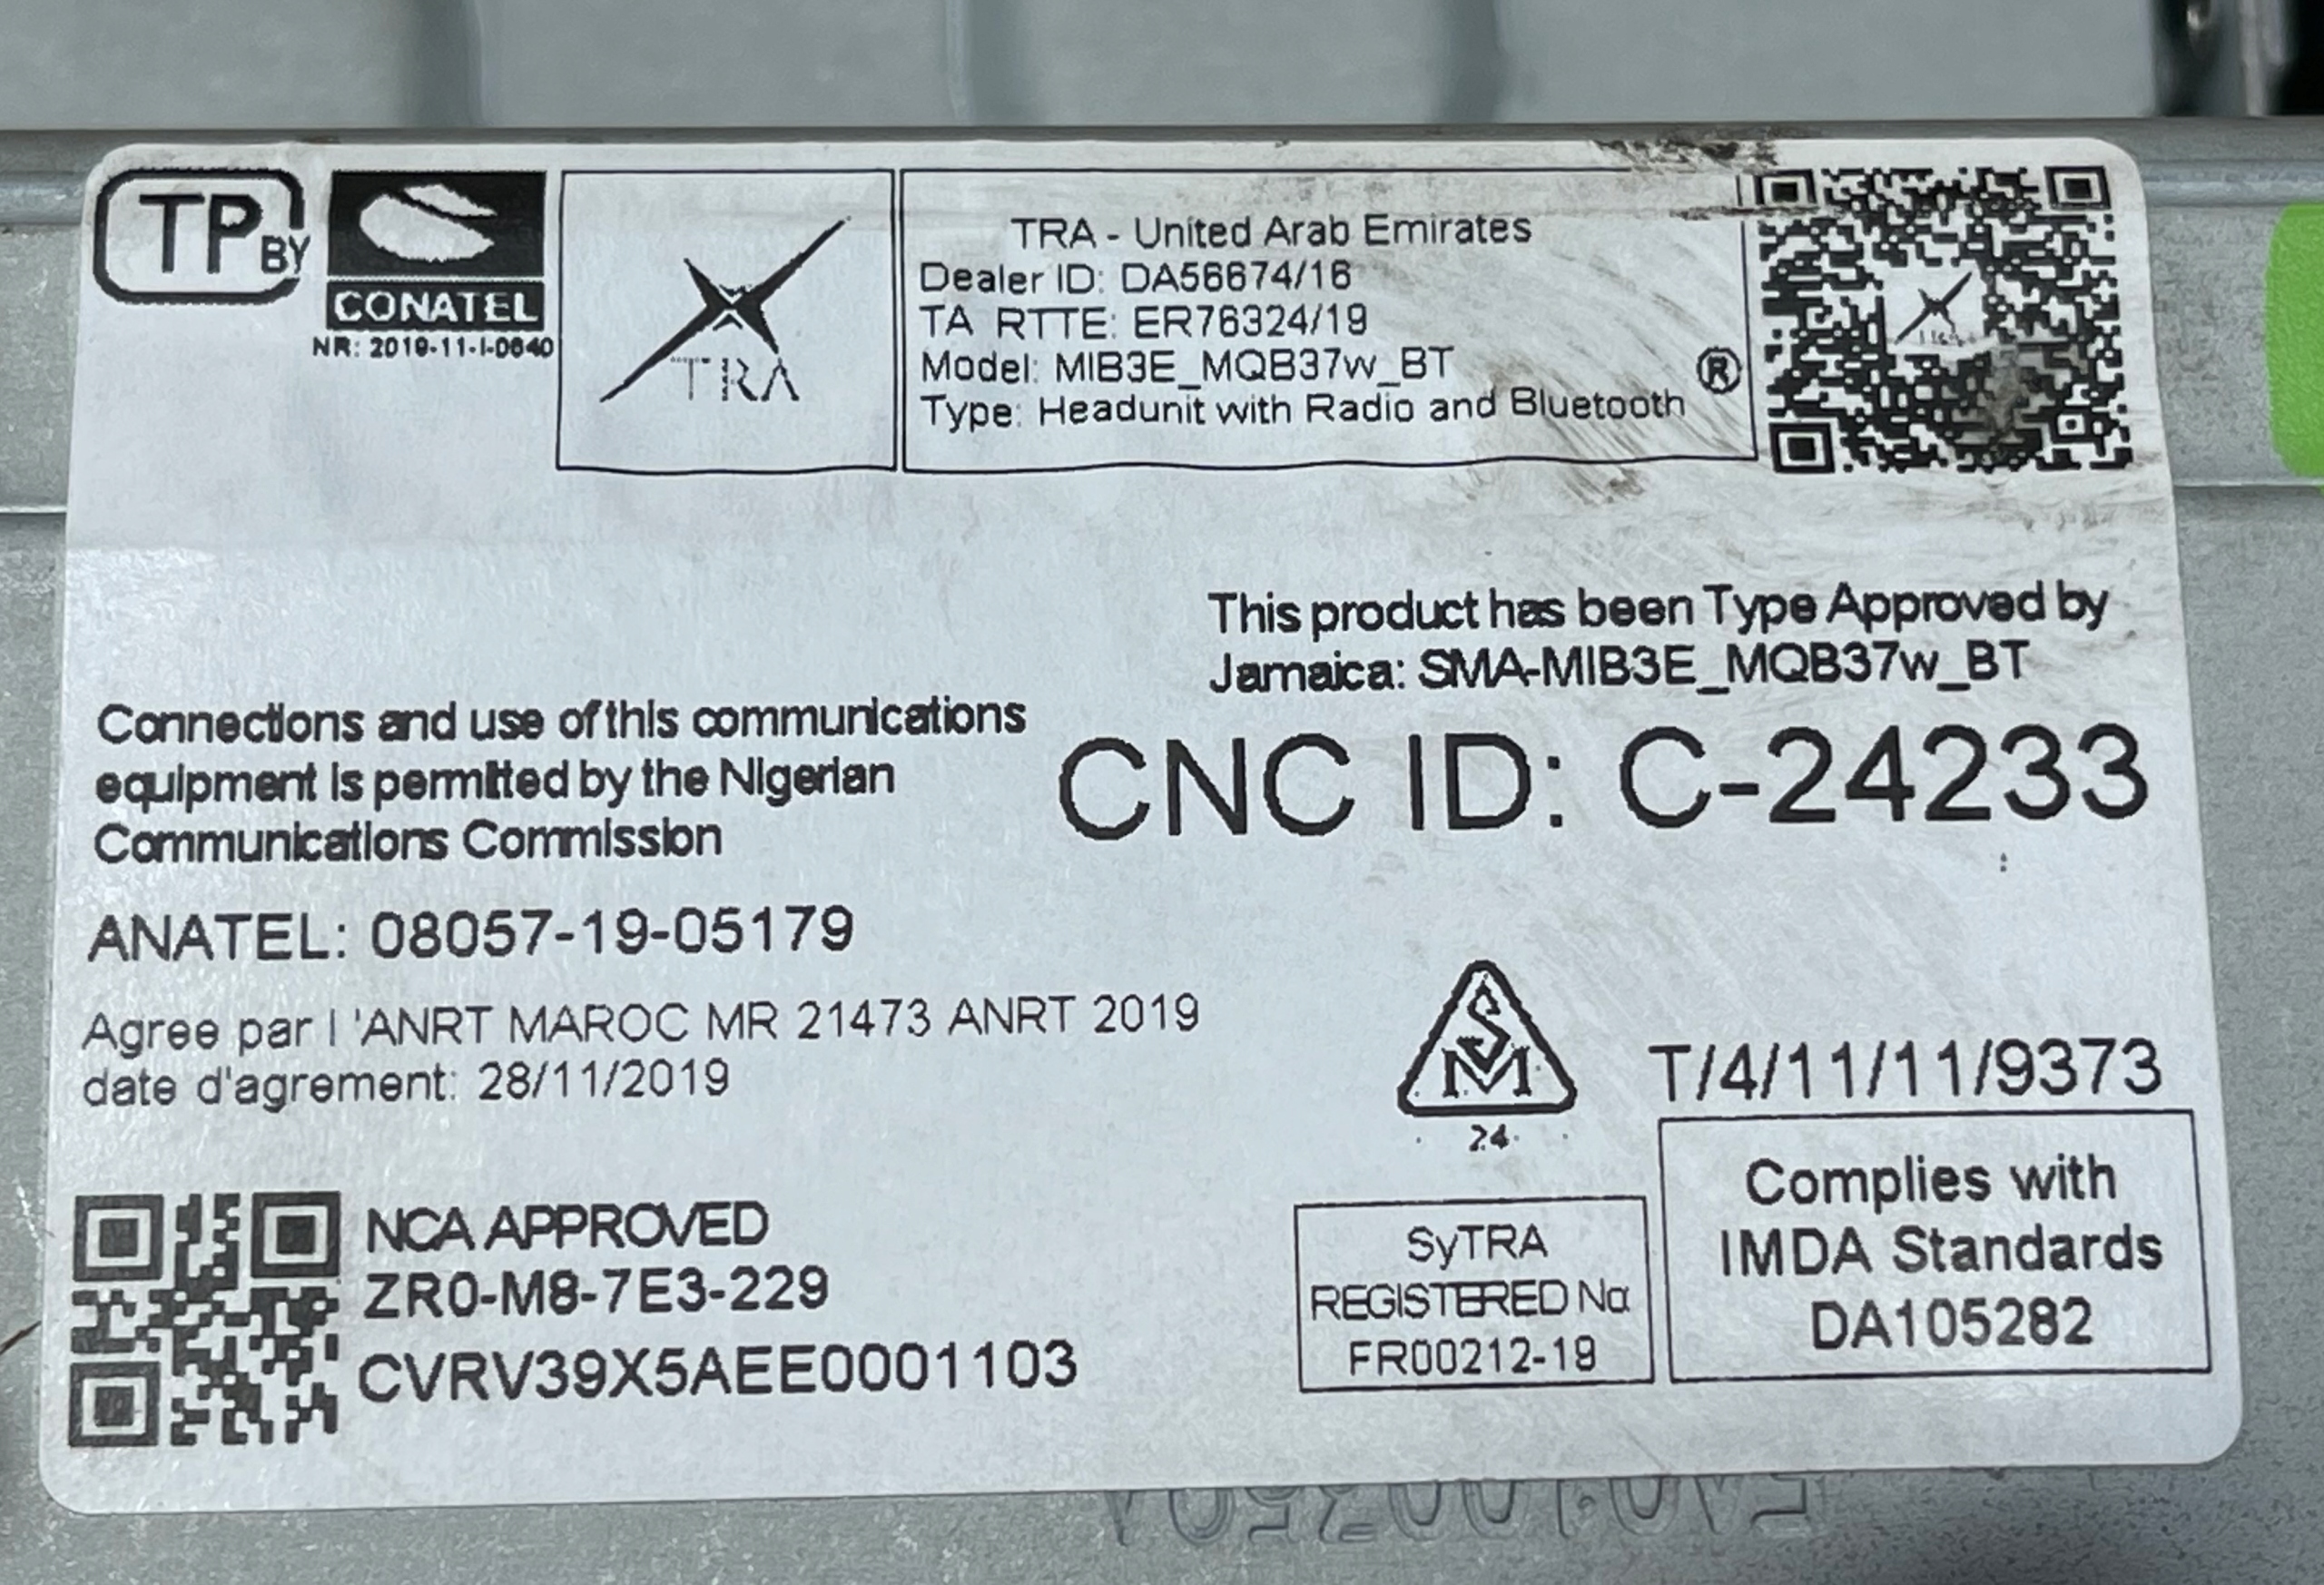 TP BY
CONATEL
NR: 2019-11-I-0640
TRA
TRA - United Arab Emirates
Dealer ID: DA56674/16
TA RTTE: ER76324/19
Model: MIB3E_MQB37w_BT
Type: Headunit with Radio and Bluetooth ®
This product has been Type Approved by
Jamaica: SMA-MIB3E_MQB37w_BT
Connections and use of this communications
equipment is permitted by the Nigerian
Communications Commission
CNC ID: C-24233
ANATEL: 08057-19-05179
Agree par l 'ANRT MAROC MR 21473 ANRT 2019
date d'agrement: 28/11/2019
SM
24
T/4/11/11/9373
NCA APPROVED
ZR0-M8-7E3-229
CVRV39X5AEE0001103
SyTRA
REGISTERED No:
FR00212-19
Complies with
IMDA Standards
DA105282